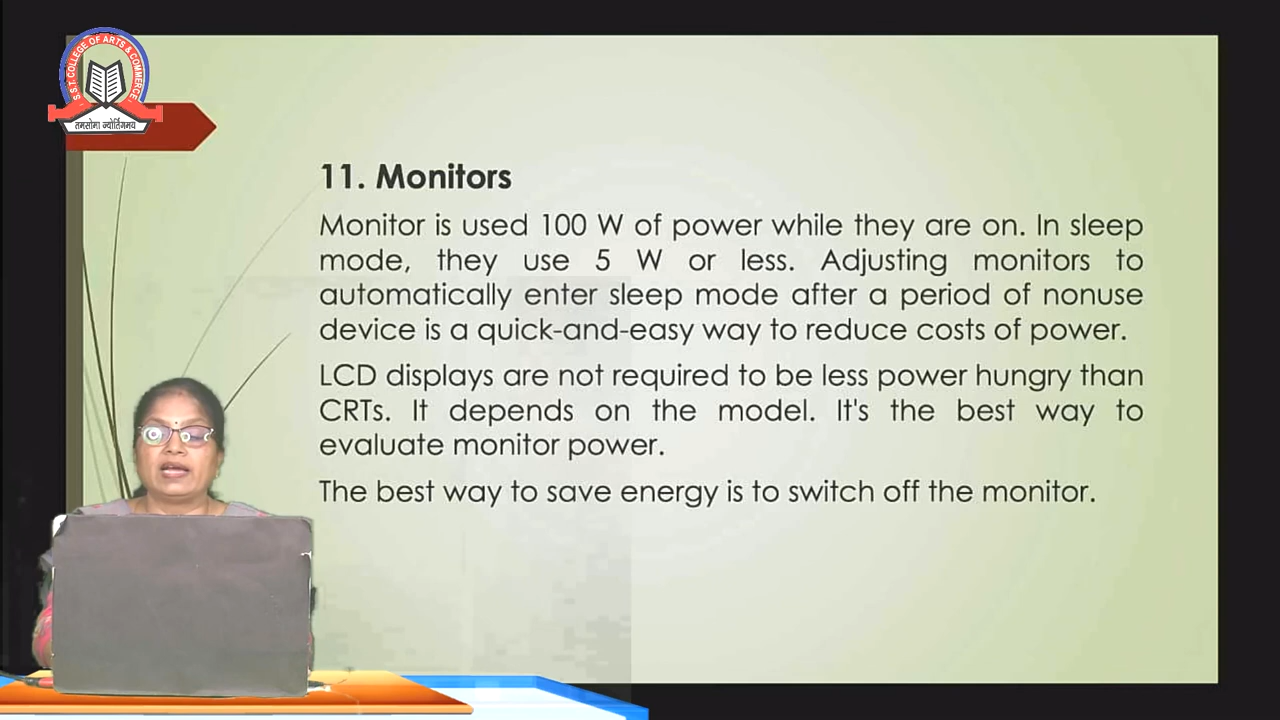 S.S.T. COLLEGE OF ARTS & COMMERCE
तमसोमा ज्योर्तिगमय
11. Monitors
Monitor is used 100 W of power while they are on. In sleep
mode, they use 5 W or less. Adjusting monitors to
automatically enter sleep mode after a period of nonuse
device is a quick-and-easy way to reduce costs of power.
LCD displays are not required to be less power hungry than
CRTs. It depends on the model. It's the best way to
evaluate monitor power.
The best way to save energy is to switch off the monitor.